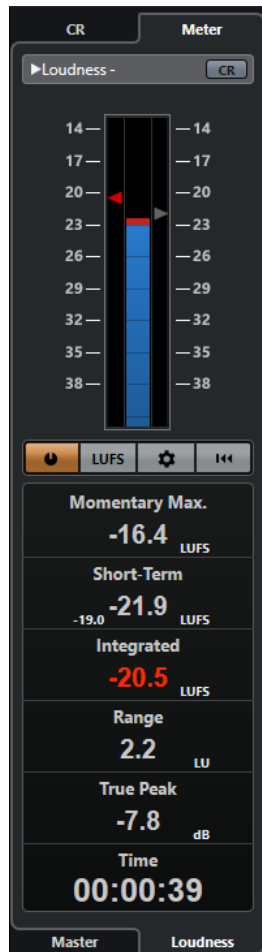 CR Meter
Loudness - CR
14 14
17 17
20 20
23 23
26 26
29 29
32 32
35 35
38 38
LUFS
Momentary Max.
-16.4 LUFS
Short-Term
-19.0 -21.9 LUFS
Integrated
-20.5 LUFS
Range
2.2 LU
True Peak
-7.8 dB
Time
00:00:39
Master Loudness